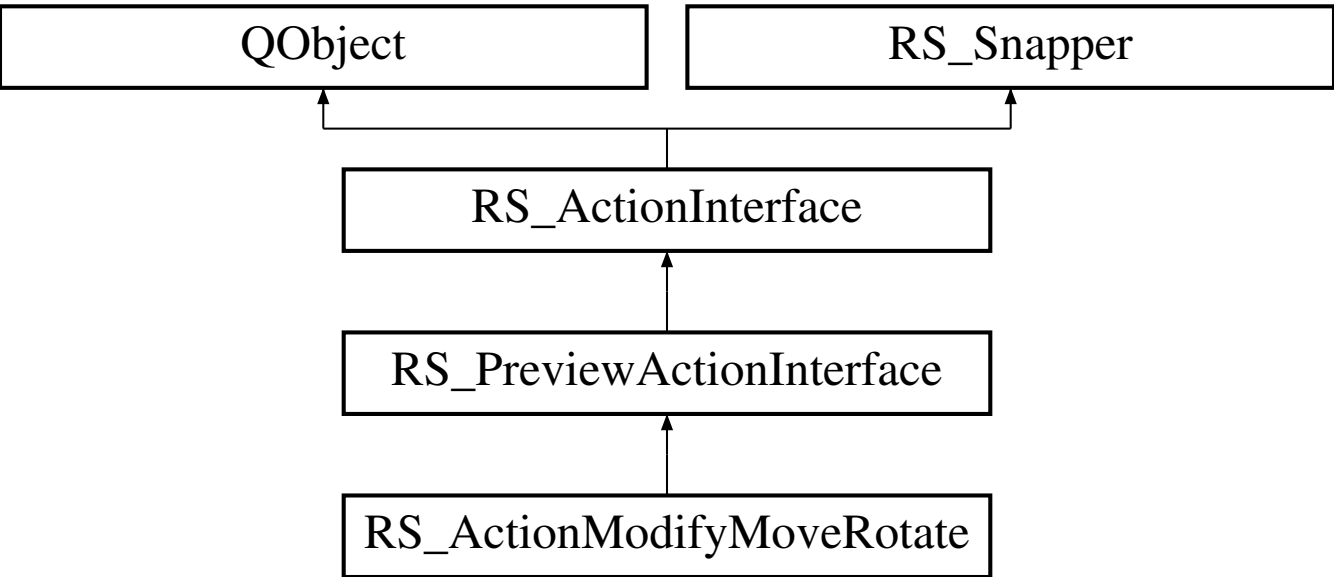 QObject
RS_Snapper
RS_ActionInterface
RS_PreviewActionInterface
RS_ActionModifyMoveRotate